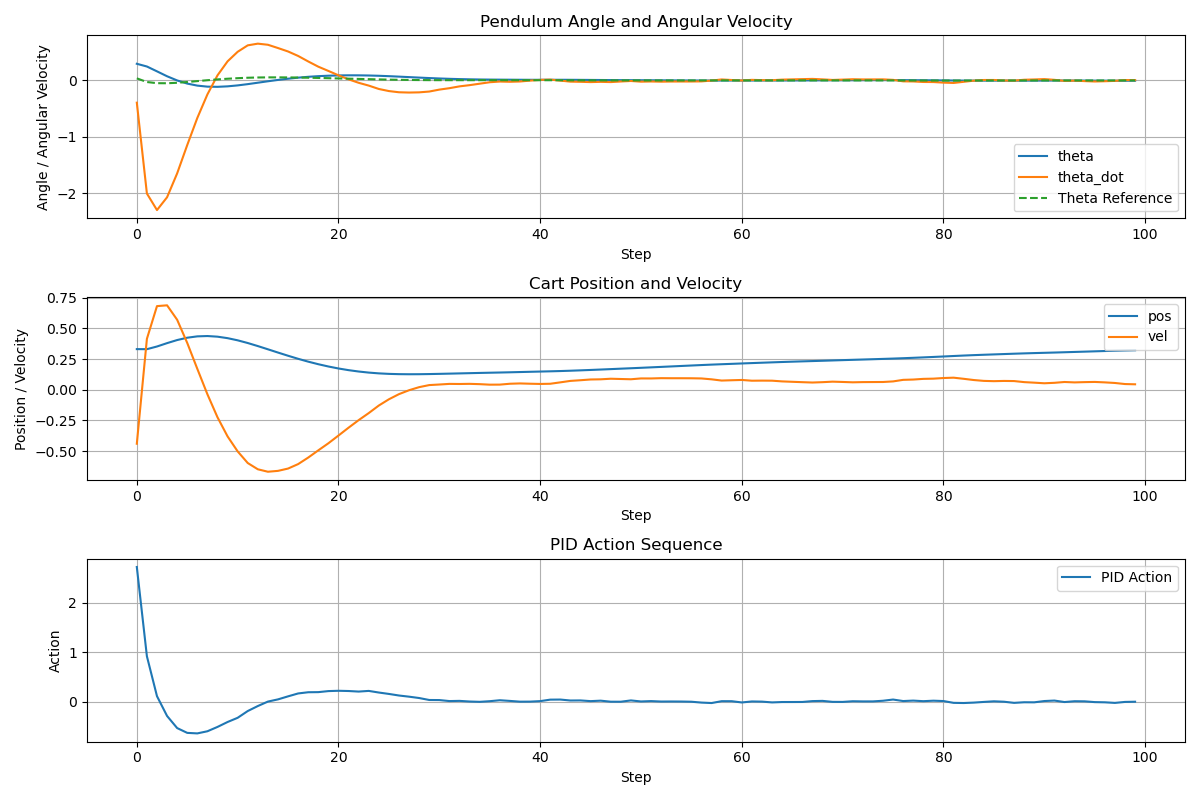 Pendulum Angle and Angular Velocity
Angle / Angular Velocity
0
−1
−2
theta
theta_dot
Theta Reference
0 20 40 60 80 100
Step
Cart Position and Velocity
Position / Velocity
0.75
0.50
0.25
0.00
−0.25
−0.50
pos
vel
0 20 40 60 80 100
Step
PID Action Sequence
Action
2
1
0
PID Action
0 20 40 60 80 100
Step